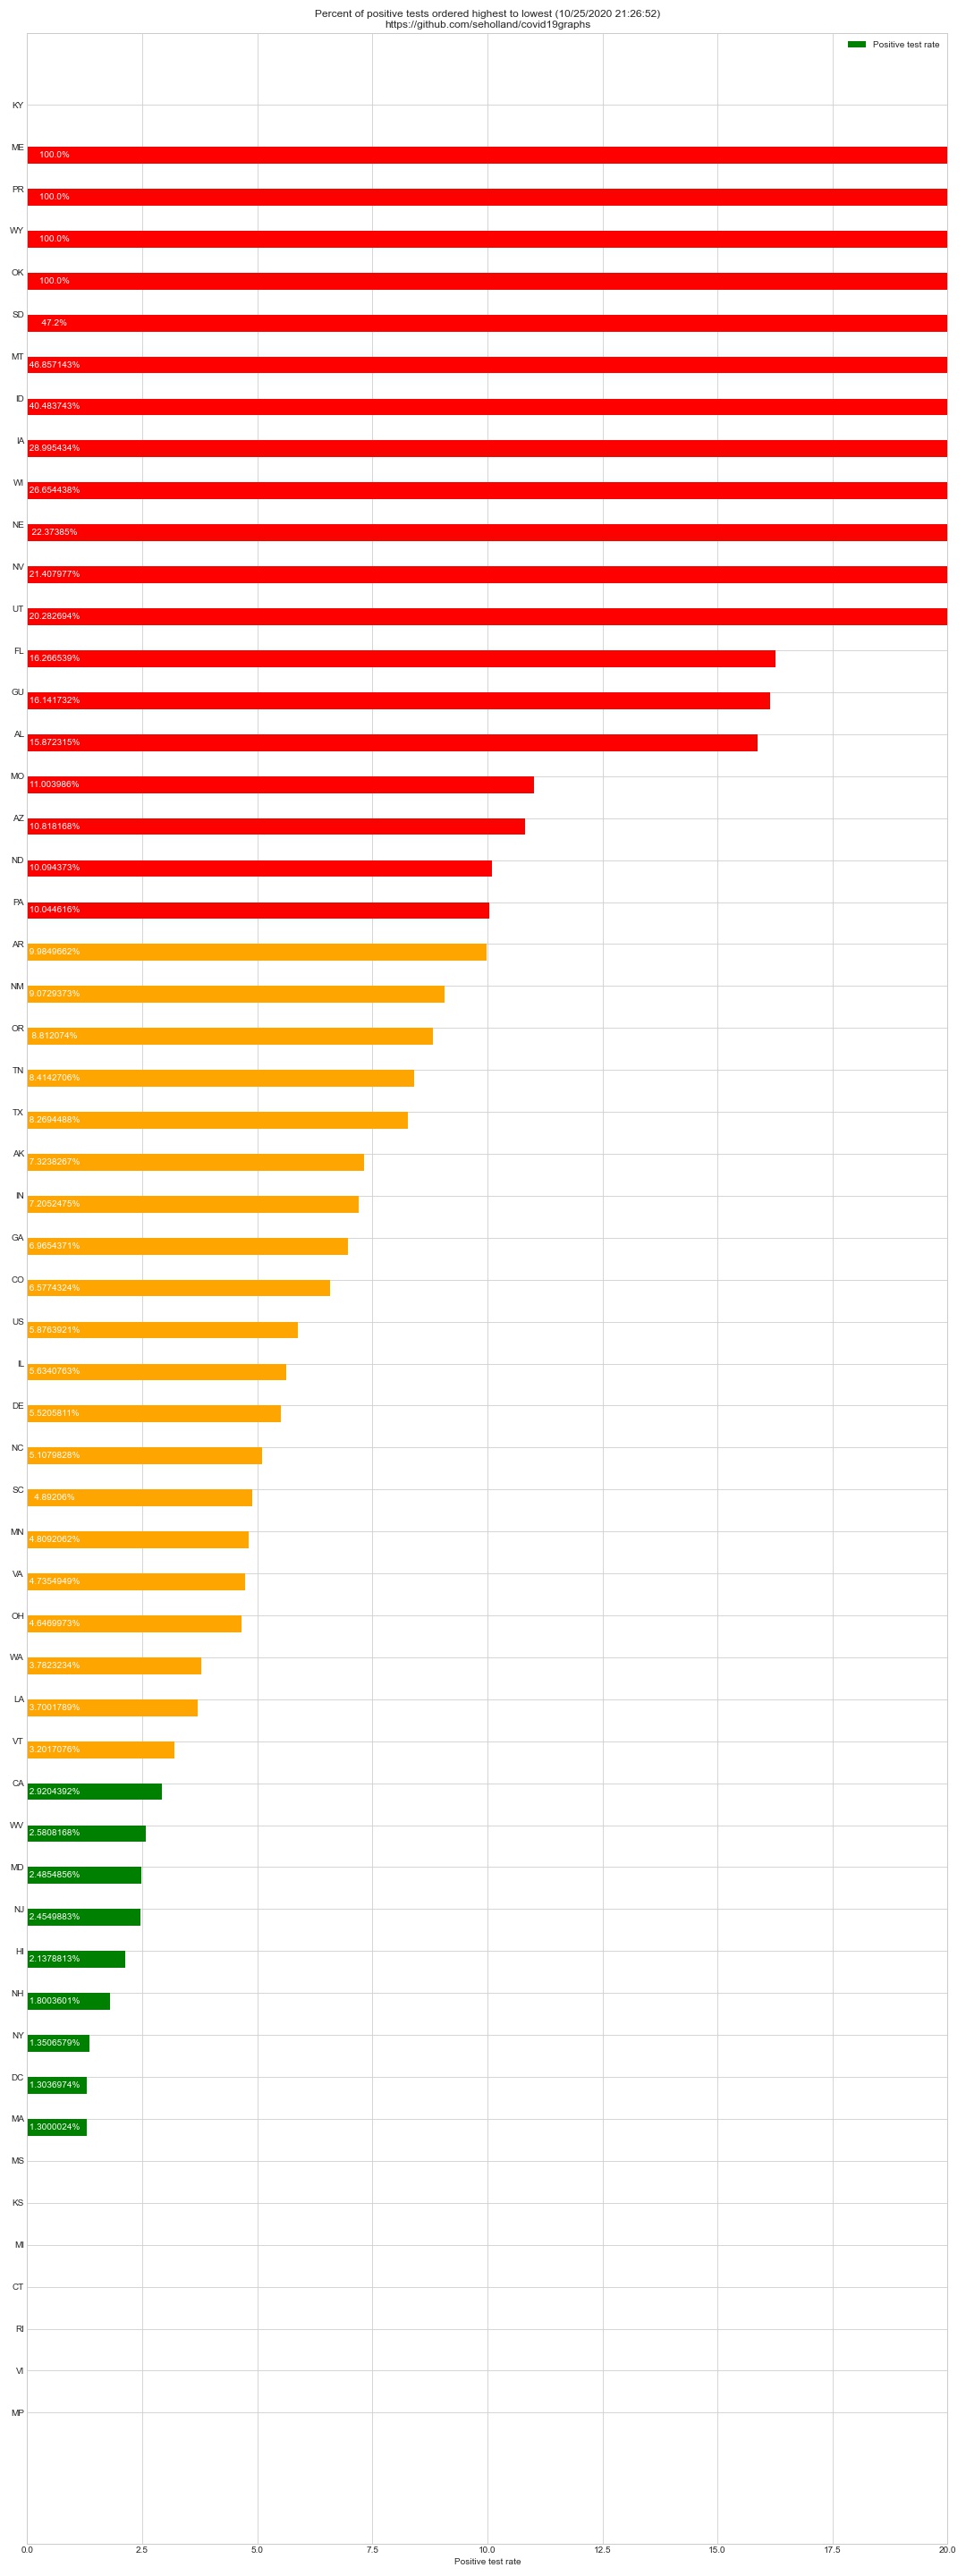 Percent of positive tests ordered highest to lowest (10/25/2020 21:26:52)
https://github.com/seholland/covid19graphs
Positive test rate
KY
ME 100.0%
PR 100.0%
WY 100.0%
OK 100.0%
SD 47.2%
MT 46.857143%
ID 40.483743%
IA 28.995434%
WI 26.654438%
NE 22.37385%
NV 21.407977%
UT 20.282694%
FL 16.266539%
GU 16.141732%
AL 15.872315%
MO 11.003986%
AZ 10.818168%
ND 10.094373%
PA 10.044616%
AR 9.9849662%
NM 9.0729373%
OR 8.812074%
TN 8.4142706%
TX 8.2694488%
AK 7.3238267%
IN 7.2052475%
GA 6.9654371%
CO 6.5774324%
US 5.8763921%
IL 5.6340763%
DE 5.5205811%
NC 5.1079828%
SC 4.89206%
MN 4.8092062%
VA 4.7354949%
OH 4.6469973%
WA 3.7823234%
LA 3.7001789%
VT 3.2017076%
CA 2.9204392%
WV 2.5808168%
MD 2.4854856%
NJ 2.4549883%
HI 2.1378813%
NH 1.8003601%
NY 1.3506579%
DC 1.3036974%
MA 1.3000024%
MS
KS
MI
CT
RI
VI
MP
0.0 2.5 5.0 7.5 10.0 12.5 15.0 17.5 20.0
Positive test rate